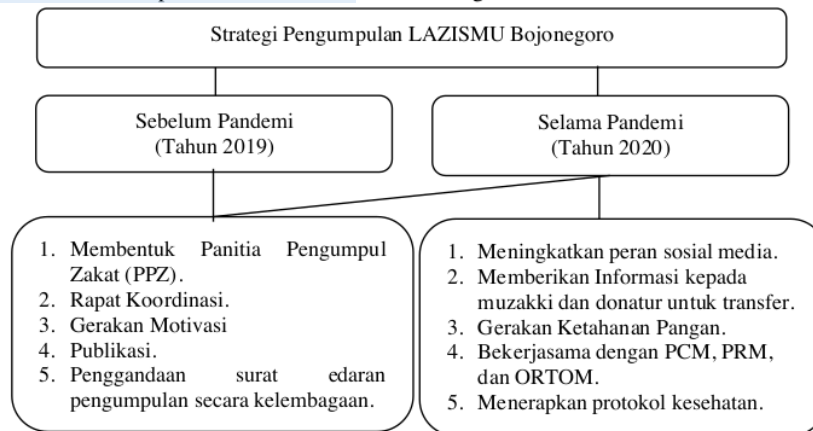 Strategi Pengumpulan LAZISMU Bojonegoro
Sebelum Pandemi
(Tahun 2019)
Selama Pandemi
(Tahun 2020)
1. Membentuk Panitia Pengumpul
Zakat (PPZ).
2. Rapat Koordinasi.
3. Gerakan Motivasi
4. Publikasi.
5. Penggandaan surat edaran
pengumpulan secara kelembagaan.
1. Meningkatkan peran sosial media.
2. Memberikan Informasi kepada
muzakki dan donatur untuk transfer.
3. Gerakan Ketahanan Pangan.
4. Bekerjasama dengan PCM, PRM,
dan ORTOM.
5. Menerapkan protokol kesehatan.